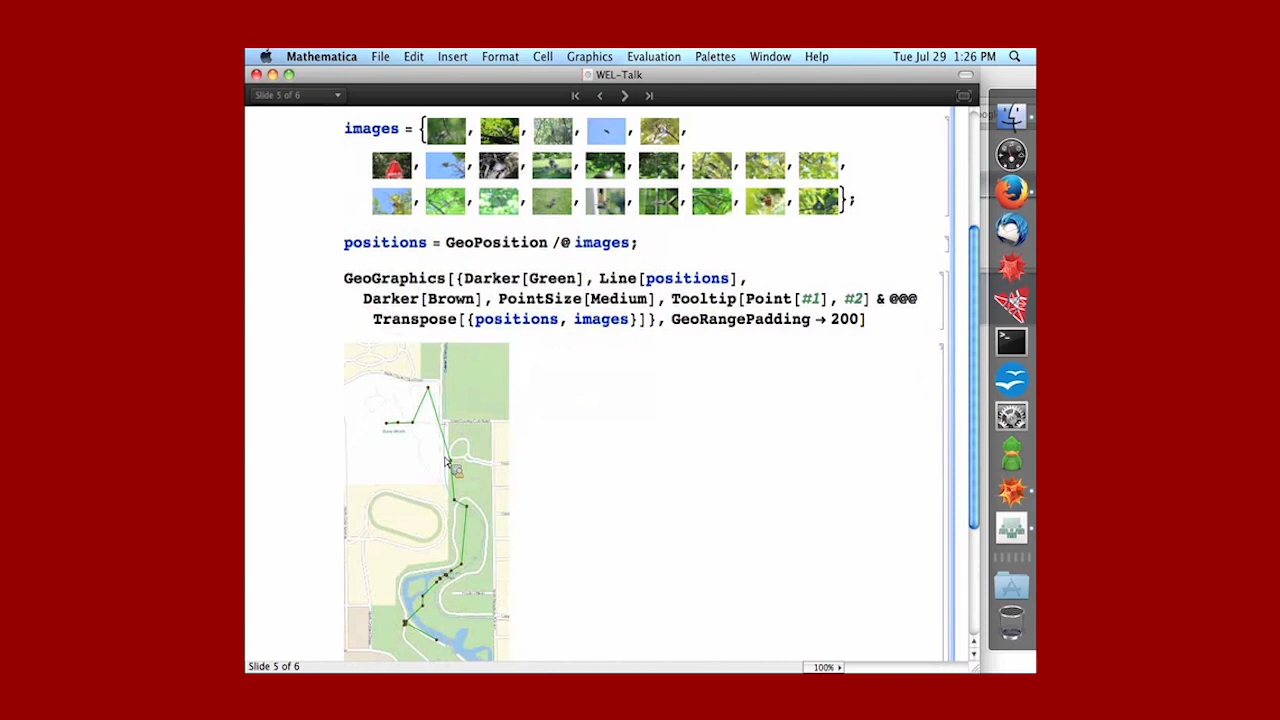 Mathematica File Edit Insert Format Cell Graphics Evaluation Palettes Window Help Tue Jul 29 1:26 PM
WEL-Talk
Slide 5 of 6
images = {, , , , ,
, , , , , , , , ,
, , , , , , , , };
positions = GeoPosition /@ images;
GeoGraphics[{Darker[Green], Line[positions],
Darker[Brown], PointSize[Medium], Tooltip[Point[#1], #2] & @@@
Transpose[{positions, images}]}, GeoRangePadding → 200]
Slide 5 of 6
100%